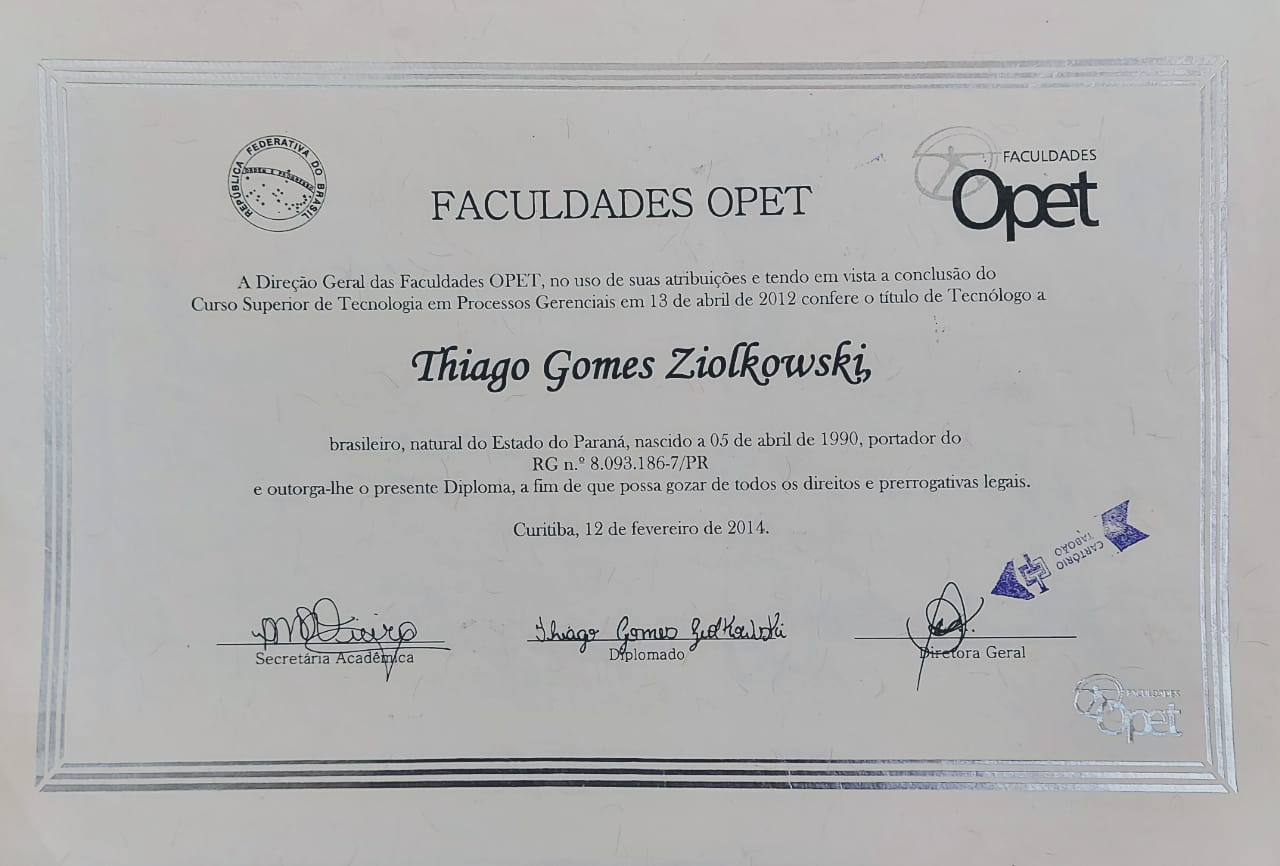 REPÚBLICA FEDERATIVA DO BRASIL
ORDEM E PROGRESSO
FACULDADES
Opet
FACULDADES OPET
A Direção Geral das Faculdades OPET, no uso de suas atribuições e tendo em vista a conclusão do
Curso Superior de Tecnologia em Processos Gerenciais em 13 de abril de 2012 confere o título de Tecnólogo a
Thiago Gomes Ziolkowski,
brasileiro, natural do Estado do Paraná, nascido a 05 de abril de 1990, portador do
RG n.º 8.093.186-7/PR
e outorga-lhe o presente Diploma, a fim de que possa gozar de todos os direitos e prerrogativas legais.
Curitiba, 12 de fevereiro de 2014.
CARTÓRIO
TABOÃO
Thiago Gomes Ziolkowski
Secretária Acadêmica
Diplomado
Diretora Geral
FACULDADES
Opet